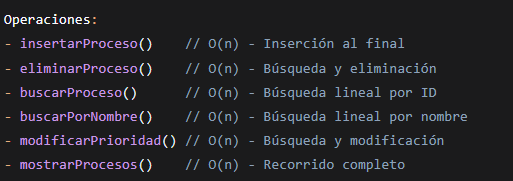 Operaciones:
- insertarProceso() // O(n) - Inserción al final
- eliminarProceso() // O(n) - Búsqueda y eliminación
- buscarProceso() // O(n) - Búsqueda lineal por ID
- buscarPorNombre() // O(n) - Búsqueda lineal por nombre
- modificarPrioridad() // O(n) - Búsqueda y modificación
- mostrarProcesos() // O(n) - Recorrido completo